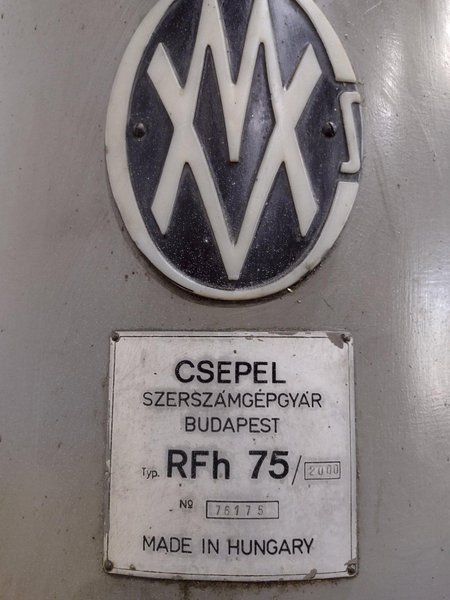 CSEPEL
SZERSZÁMGÉPGYÁR
BUDAPEST
Typ. RFh 75/2000
№ 76175
MADE IN HUNGARY